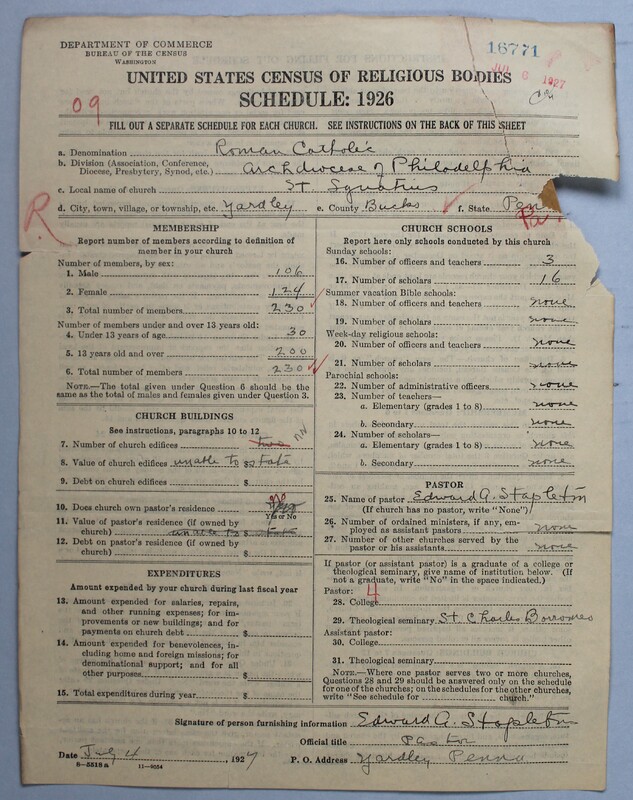 DEPARTMENT OF COMMERCE
BUREAU OF THE CENSUS
WASHINGTON
16771
6 1927
UNITED STATES CENSUS OF RELIGIOUS BODIES
SCHEDULE: 1926
09
FILL OUT A SEPARATE SCHEDULE FOR EACH CHURCH. SEE INSTRUCTIONS ON THE BACK OF THIS SHEET
a. Denomination Roman Catholic
b. Division (Association, Conference, Diocese, Presbytery, Synod, etc.) Archdiocese of Philadelphia
c. Local name of church St Ignatius
d. City, town, village, or township, etc. Yardley e. County Bucks f. State Penn
Pa.
R
MEMBERSHIP
Report number of members according to definition of member in your church
Number of members, by sex:
1. Male 106
2. Female 124
3. Total number of members 230
Number of members under and over 13 years old:
4. Under 13 years of age 30
5. 13 years old and over 200
6. Total number of members 230
NOTE.—The total given under Question 6 should be the same as the total of males and females given under Question 3.
CHURCH BUILDINGS
See instructions, paragraphs 10 to 12
7. Number of church edifices two
8. Value of church edifices unable to $ state
9. Debt on church edifices $
10. Does church own pastor's residence no
Yes or No
11. Value of pastor's residence (if owned by church) unable to $ state
12. Debt on pastor's residence (if owned by church) $
EXPENDITURES
Amount expended by your church during last fiscal year
13. Amount expended for salaries, repairs, and other running expenses; for improvements or new buildings; and for payments on church debt $
14. Amount expended for benevolences, including home and foreign missions; for denominational support; and for all other purposes $
15. Total expenditures during year $
CHURCH SCHOOLS
Report here only schools conducted by this church
Sunday schools:
16. Number of officers and teachers 3
17. Number of scholars 16
Summer vacation Bible schools:
18. Number of officers and teachers none
19. Number of scholars none
Week-day religious schools:
20. Number of officers and teachers none
21. Number of scholars none
Parochial schools:
22. Number of administrative officers none
23. Number of teachers—
a. Elementary (grades 1 to 8) none
b. Secondary none
24. Number of scholars—
a. Elementary (grades 1 to 8) none
b. Secondary none
PASTOR
25. Name of pastor Edward A. Stapleton
(If church has no pastor, write "None")
26. Number of ordained ministers, if any, employed as assistant pastors none
27. Number of other churches served by the pastor or his assistants none
If pastor (or assistant pastor) is a graduate of a college or theological seminary, give name of institution below. (If not a graduate, write "No" in the space indicated.)
Pastor:
4
28. College
29. Theological seminary St Charles Borromeo
Assistant pastor:
30. College
31. Theological seminary
NOTE.—Where one pastor serves two or more churches, Questions 28 and 29 should be answered only on the schedule for one of the churches; on the schedules for the other churches, write "See schedule for church."
Signature of person furnishing information Edward A. Stapleton
Official title Pastor
Date July 4, 1927 P. O. Address Yardley Penna
8—5518 a 11—9554